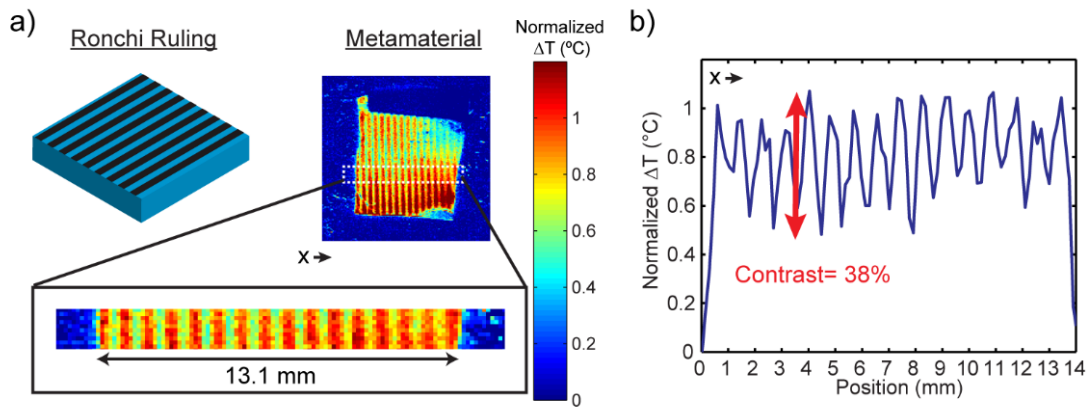 a)
Ronchi Ruling
Metamaterial
Normalized
ΔT (ºC)
1
0.8
0.6
0.4
0.2
0
x
13.1 mm
b)
x
Normalized Δ T (°C)
1
0.8
0.6
0.4
0.2
0
Contrast= 38%
0 1 2 3 4 5 6 7 8 9 10 11 12 13 14
Position (mm)